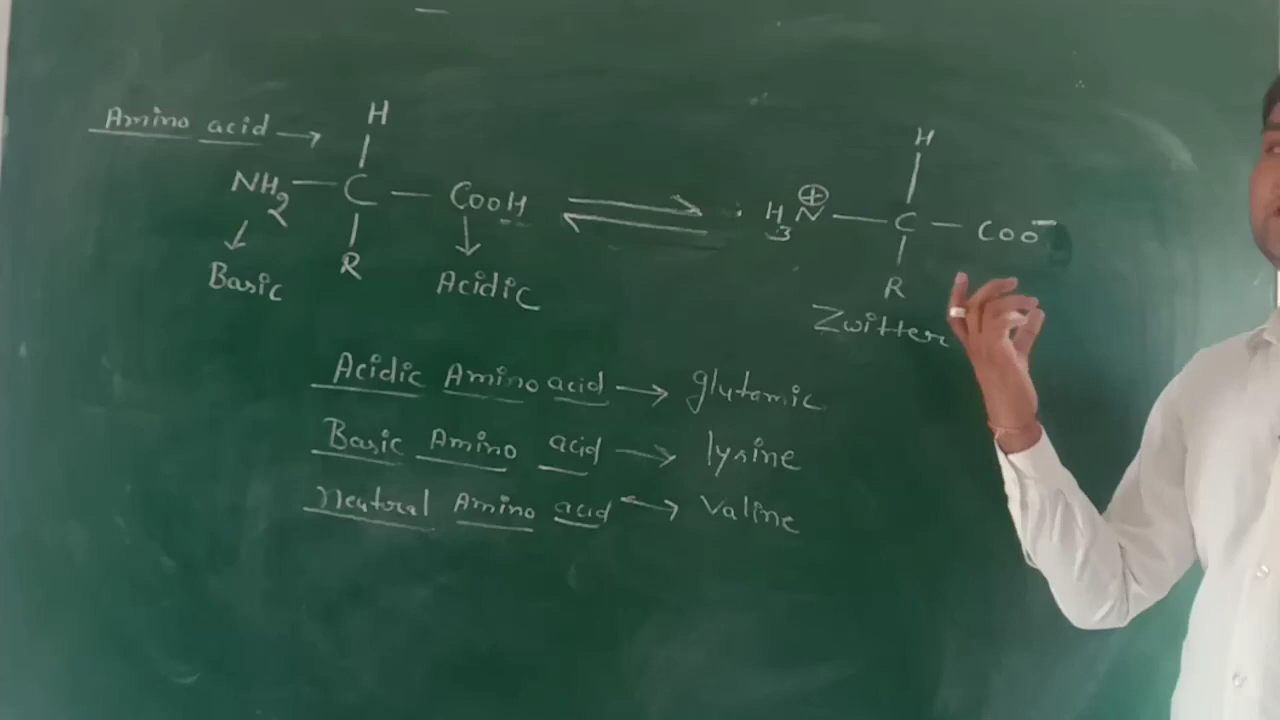 Amino acid →
H
NH2 — C — COOH ⇌
R
Basic
Acidic
H
H3N⊕ — C — COO⁻
R
Zwitter
Acidic Amino acid → glutamic
Basic Amino acid → lysine
Neutral Amino acid ↔ Valine